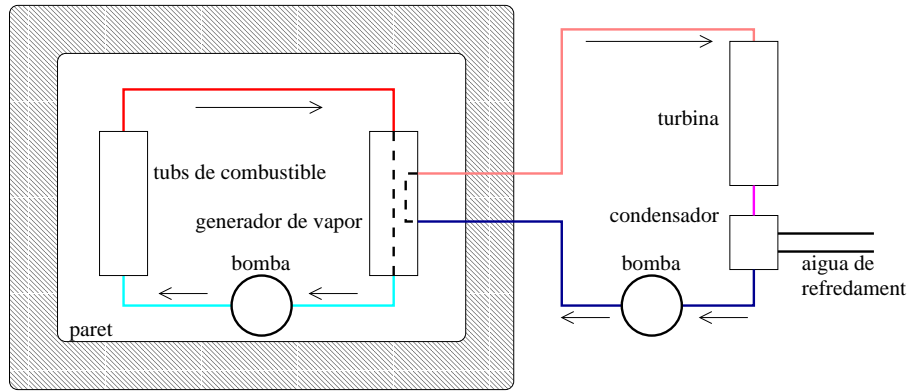 turbina
tubs de combustible
generador de vapor
condensador
bomba
bomba
aigua de
refredament
paret